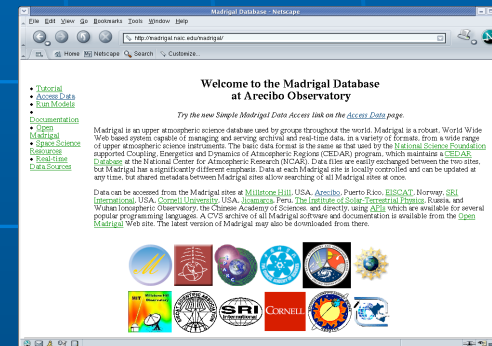 Madrigal Database - Netscape
File Edit View Go Bookmarks Tools Window Help
http://madrigal.naic.edu/madrigal/
Home Netscape Search Customize...
Welcome to the Madrigal Database
at Arecibo Observatory
Try the new Simple Madrigal Data Access link on the Access Data page.
Tutorial
Access Data
Run Models
Documentation
Open
Madrigal
Space Science
Resources
Real-time
Data Sources
Madrigal is an upper atmospheric science database used by groups throughout the world. Madrigal is a robust, World Wide
Web based system capable of managing and serving archival and real-time data, in a variety of formats, from a wide range
of upper atmospheric science instruments. The basic data format is the same as that used by the National Science Foundation
supported Coupling, Energetics and Dynamics of Atmospheric Regions (CEDAR) program, which maintains a CEDAR
Database at the National Center for Atmospheric Research (NCAR). Data files are easily exchanged between the two sites,
but Madrigal has a significantly different emphasis. Data at each Madrigal site is locally controlled and can be updated at
any time, but shared metadata between Madrigal sites allow searching of all Madrigal sites at once.
Data can be accessed from the Madrigal sites at Millstone Hill, USA, Arecibo, Puerto Rico, EISCAT, Norway, SRI
International, USA, Cornell University, USA, Jicamarca, Peru, The Institute of Solar-Terrestrial Physics, Russia, and
Wuhan Ionospheric Observatory, the Chinese Academy of Sciences, and directly, using APIs which are available for several
popular programming languages. A CVS archive of all Madrigal software and documentation is available from the Open
Madrigal Web site. The latest version of Madrigal may also be downloaded from there.
MIT
SRI
International
CORNELL